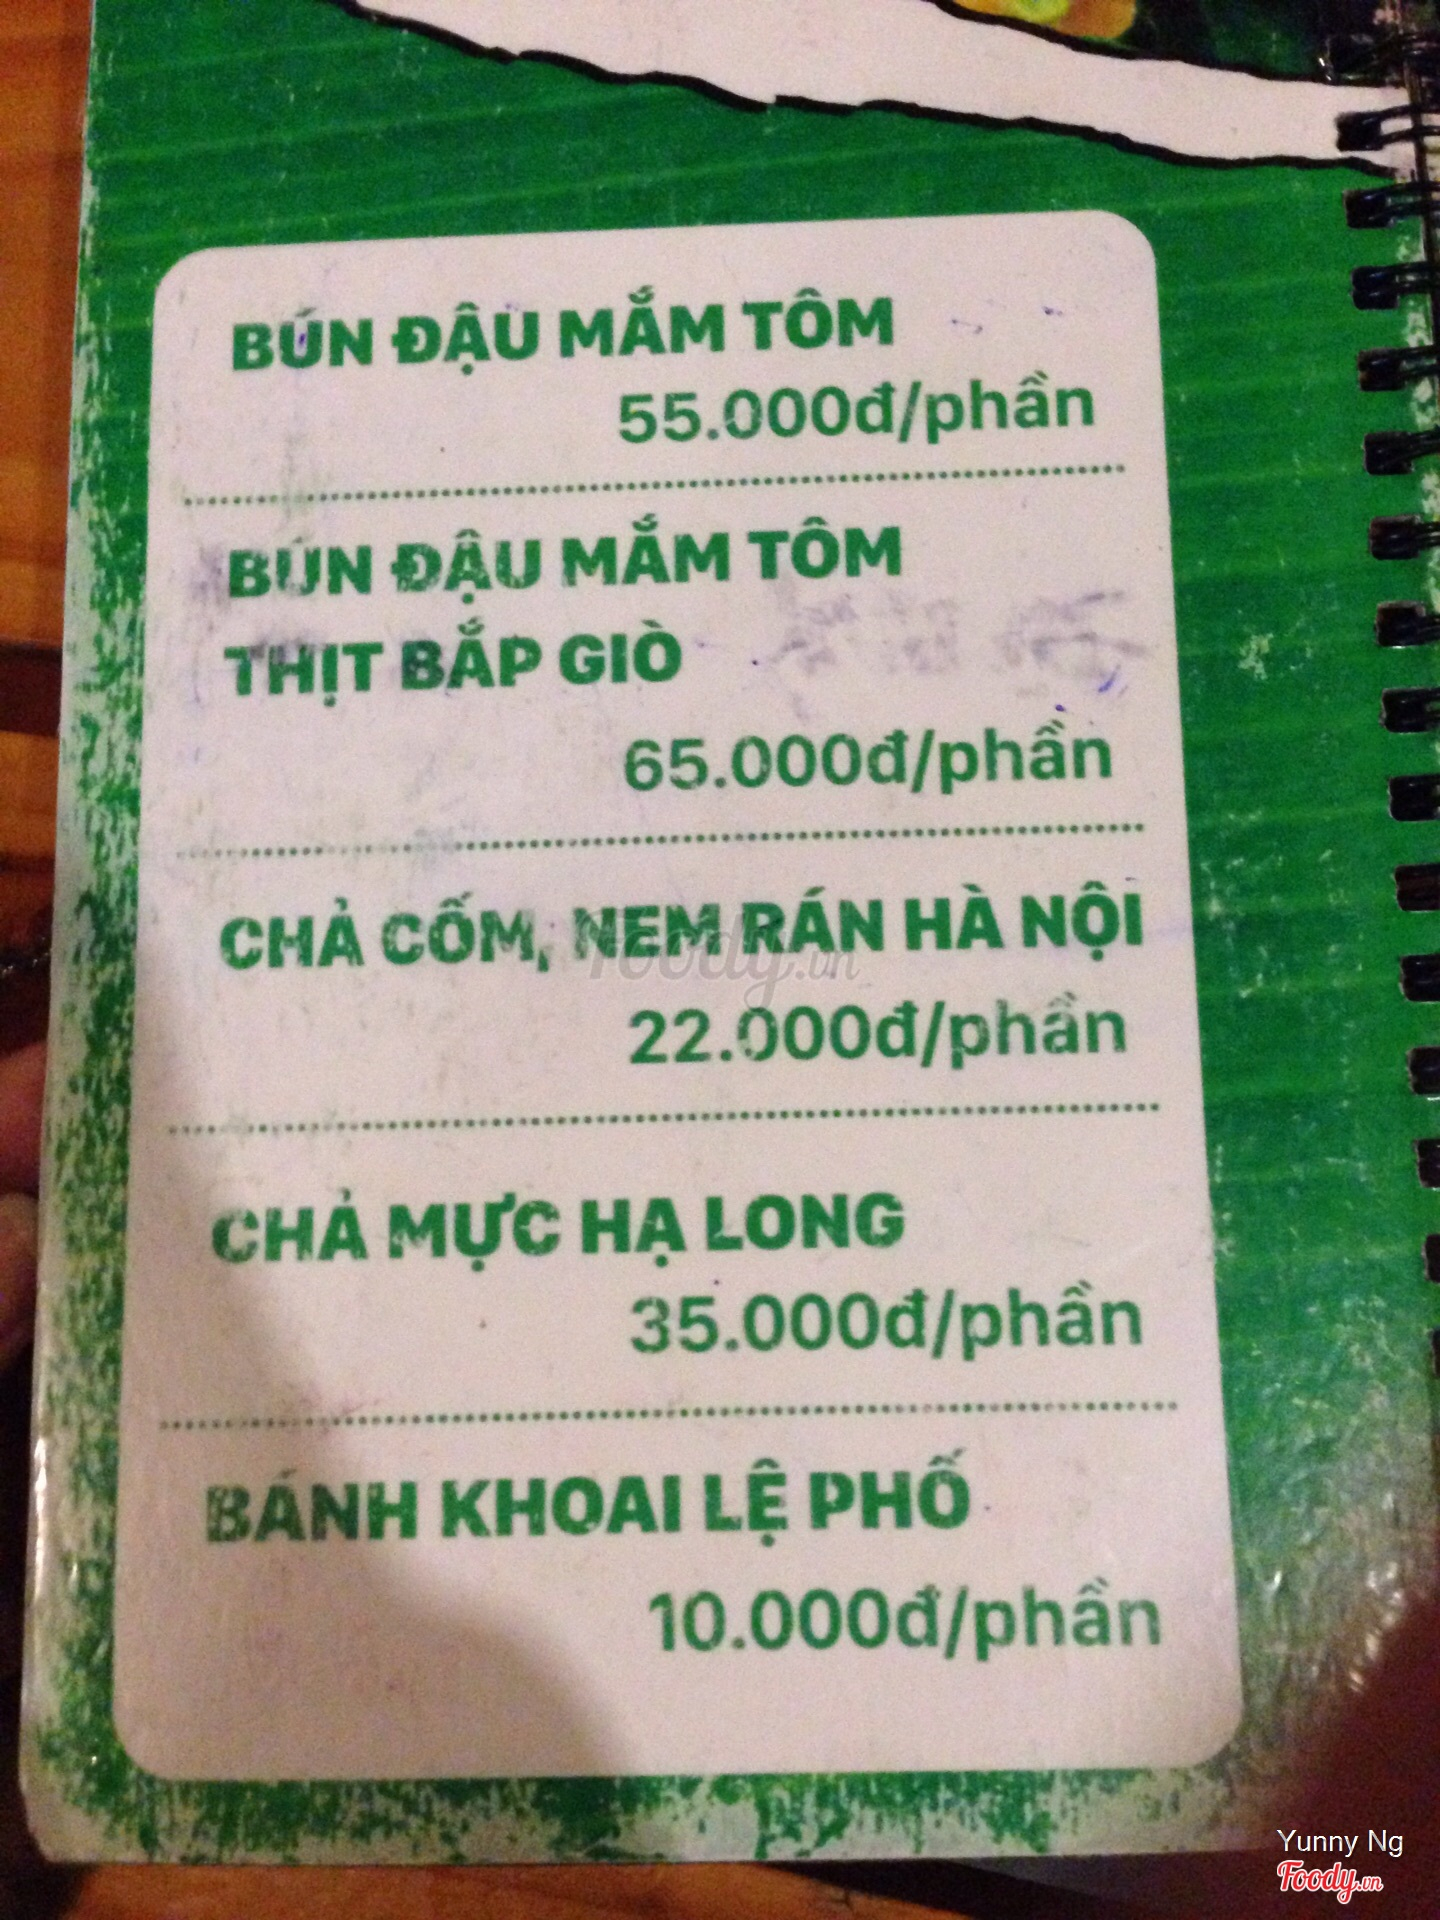 BÚN ĐẬU MẮM TÔM
55.000đ/phần
BÚN ĐẬU MẮM TÔM
THỊT BẮP GIÒ
65.000đ/phần
CHẢ CỐM, NEM RÁN HÀ NỘI
22.000đ/phần
CHẢ MỰC HẠ LONG
35.000đ/phần
BÁNH KHOAI LỆ PHỐ
10.000đ/phần
Foody.vn
Yunny Ng
Foody.vn